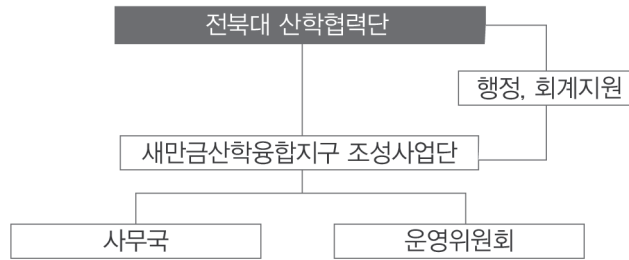 전북대 산학협력단
행정, 회계지원
새만금산학융합지구 조성사업단
사무국
운영위원회